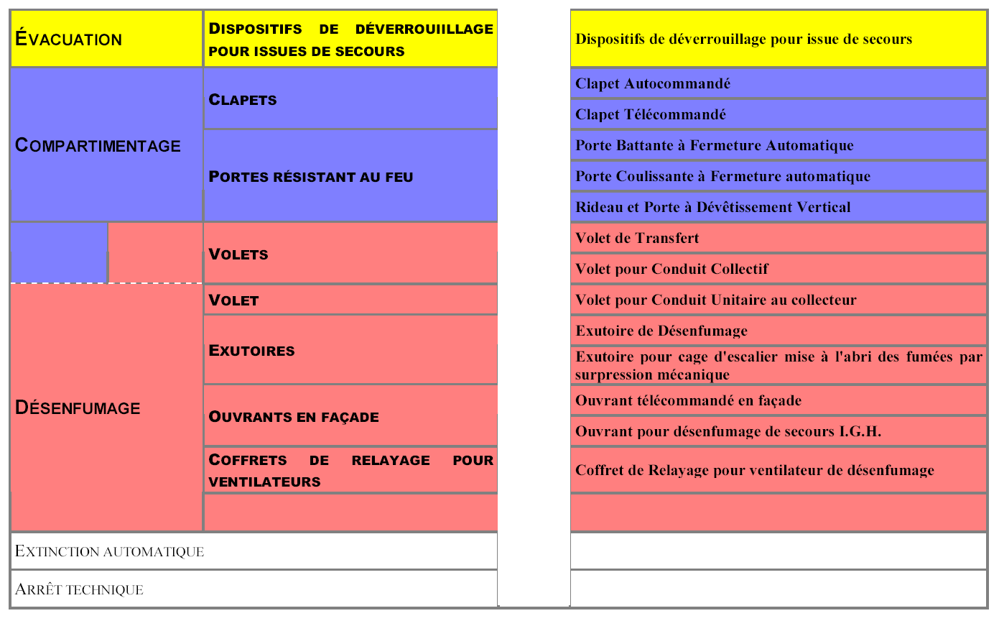 ÉVACUATION
DISPOSITIFS DE DÉVERROUIILLAGE
POUR ISSUES DE SECOURS
Dispositifs de déverrouillage pour issue de secours
COMPARTIMENTAGE
CLAPETS
Clapet Autocommandé
Clapet Télécommandé
PORTES RÉSISTANT AU FEU
Porte Battante à Fermeture Automatique
Porte Coulissante à Fermeture automatique
Rideau et Porte à Dévêtissement Vertical
VOLETS
Volet de Transfert
Volet pour Conduit Collectif
VOLET
Volet pour Conduit Unitaire au collecteur
DÉSENFUMAGE
EXUTOIRES
Exutoire de Désenfumage
Exutoire pour cage d'escalier mise à l'abri des fumées par
surpression mécanique
OUVRANTS EN FAÇADE
Ouvrant télécommandé en façade
Ouvrant pour désenfumage de secours I.G.H.
COFFRETS DE RELAYAGE POUR
VENTILATEURS
Coffret de Relayage pour ventilateur de désenfumage
EXTINCTION AUTOMATIQUE
ARRÊT TECHNIQUE